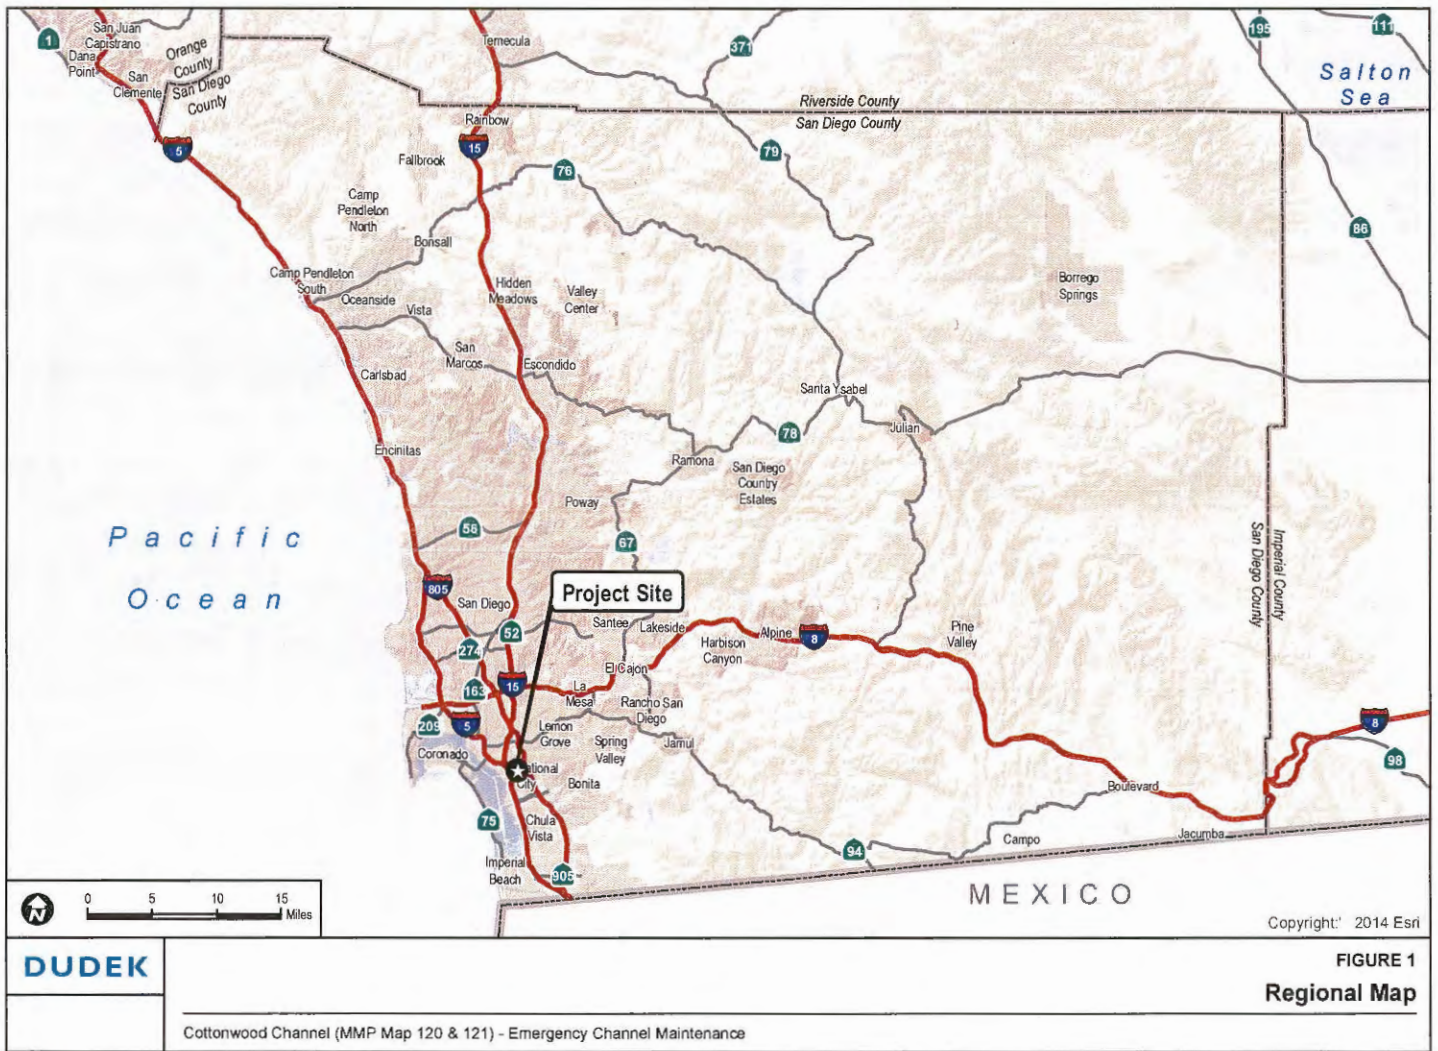 1
San Juan
Capistrano
Dana
Point
San
Clemente
Orange
County
San Diego
County
Temecula
371
195
111
Salton
Sea
Riverside County
San Diego County
Rainbow
5
15
Fallbrook
76
79
Camp
Pendleton
North
86
Bonsall
Camp Pendleton
South
Oceanside
Vista
Hidden
Meadows
Valley
Center
Borrego
Springs
San
Marcos
Escondido
Carlsbad
Santa Ysabel
78
Julian
Encinitas
Ramona
San Diego
Country
Estates
Poway
56
67
Pacific
Ocean
Imperial County
San Diego County
805
Project Site
San Diego
52
Santee
Lakeside
Alpine
8
Pine
Valley
Harbison
Canyon
274
El Cajon
163
15
La
Mesa
Rancho San
Diego
209
5
Lemon
Grove
Jamul
8
Coronado
Spring
Valley
98
National
City
Bonita
Boulevard
75
Chula
Vista
Jacumba
Campo
94
Imperial
Beach
905
MEXICO
N
0 5 10 15
Miles
Copyright:' 2014 Esri
DUDEK
FIGURE 1
Regional Map
Cottonwood Channel (MMP Map 120 & 121) - Emergency Channel Maintenance